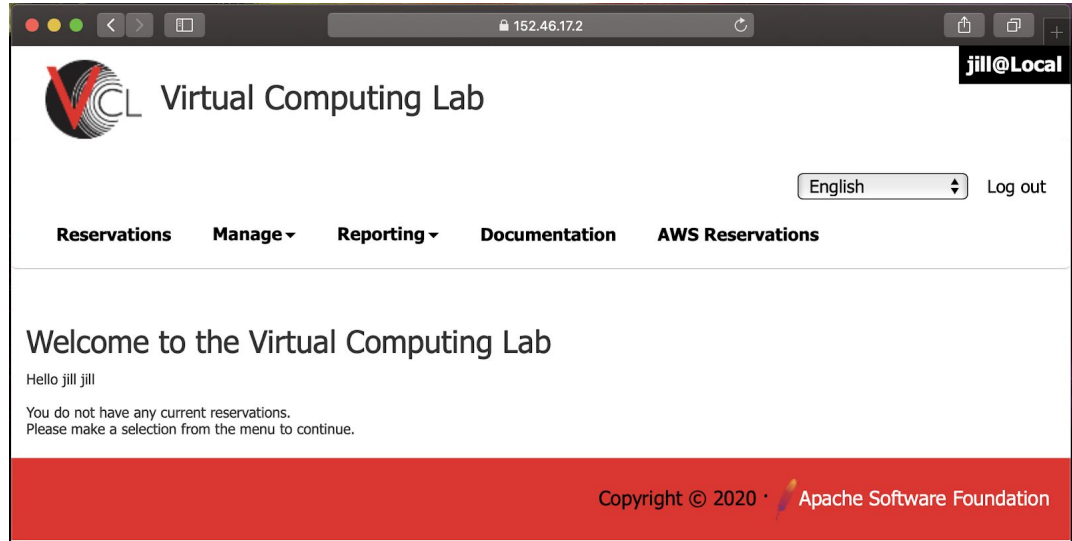 152.46.17.2
jill@Local
VCL Virtual Computing Lab
English Log out
Reservations Manage Reporting Documentation AWS Reservations
Welcome to the Virtual Computing Lab
Hello jill jill
You do not have any current reservations.
Please make a selection from the menu to continue.
Copyright © 2020 · Apache Software Foundation